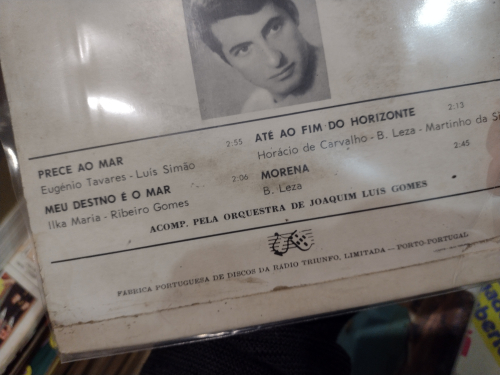 PRECE AO MAR 2:55
Eugénio Tavares - Luis Simão
MEU DESTNO É O MAR 2:06
Ilka Maria - Ribeiro Gomes
ATÉ AO FIM DO HORIZONTE 2:13
Horácio de Carvalho - B. Leza - Martinho da
MORENA 2:45
B. Leza
ACOMP. PELA ORQUESTRA DE JOAQUIM LUIS GOMES
FÁBRICA PORTUGUESA DE DISCOS DA RÁDIO TRIUNFO, LIMITADA — PORTO-PORTUGAL